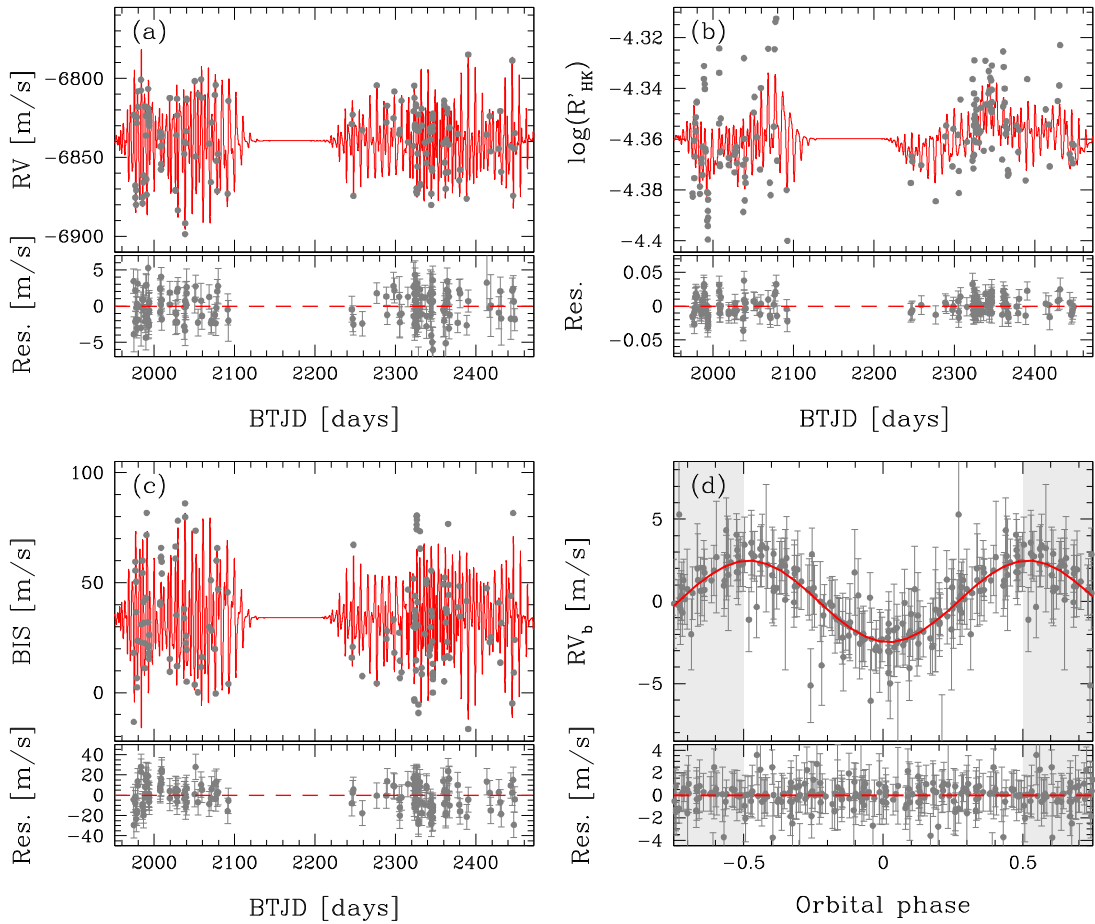 (a)
RV [m/s]
-6800
-6850
-6900
Res. [m/s]
5
0
-5
2000 2100 2200 2300 2400
BTJD [days]
(b)
log(R'HK)
-4.32
-4.34
-4.36
-4.38
-4.4
Res.
0.05
0
-0.05
2000 2100 2200 2300 2400
BTJD [days]
(c)
BIS [m/s]
100
50
0
Res. [m/s]
40
20
0
-20
-40
2000 2100 2200 2300 2400
BTJD [days]
(d)
RVb [m/s]
5
0
-5
Res. [m/s]
4
2
0
-2
-4
-0.5 0 0.5
Orbital phase